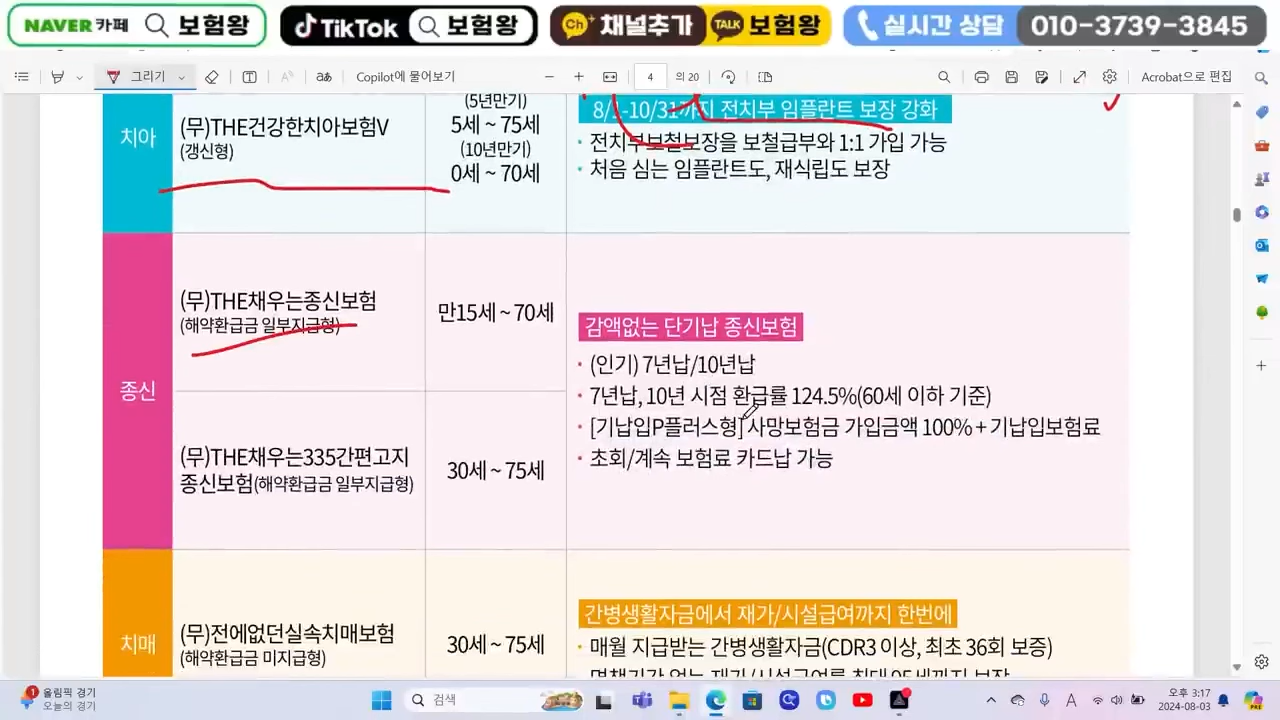 NAVER 카페 보험왕
TikTok 보험왕
Ch+ 채널추가 TALK 보험왕
실시간 상담 010-3739-3845
그리기
Copilot에 물어보기
4 의 20
Acrobat으로 편집
치아
(무)THE건강한치아보험V
(갱신형)
(5년만기)
5세 ~ 75세
(10년만기)
0세 ~ 70세
8/1-10/31까지 전치부 임플란트 보장 강화
· 전치부보철보장을 보철급부와 1:1 가입 가능
· 처음 심는 임플란트도, 재식립도 보장
종신
(무)THE채우는종신보험
(해약환급금 일부지급형)
만15세 ~ 70세
(무)THE채우는335간편고지
종신보험(해약환급금 일부지급형)
30세 ~ 75세
감액없는 단기납 종신보험
· (인기) 7년납/10년납
· 7년납, 10년 시점 환급률 124.5%(60세 이하 기준)
· [기납입P플러스형] 사망보험금 가입금액 100% + 기납입보험료
· 초회/계속 보험료 카드납 가능
치매
(무)전에없던실속치매보험
(해약환급금 미지급형)
30세 ~ 75세
간병생활자금에서 재가/시설급여까지 한번에
· 매월 지급받는 간병생활자금(CDR3 이상, 최초 36회 보증)
올림픽 경기
오늘의 경기
검색
A
오후 3:17
2024-08-03